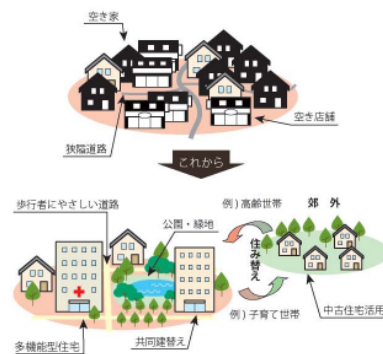 空き家
空き店舗
狭隘道路
これから
歩行者にやさしい道路
公園・緑地
例）高齢世帯
郊外
住み替え
中古住宅活用
例）子育て世帯
多機能型住宅
共同建替え